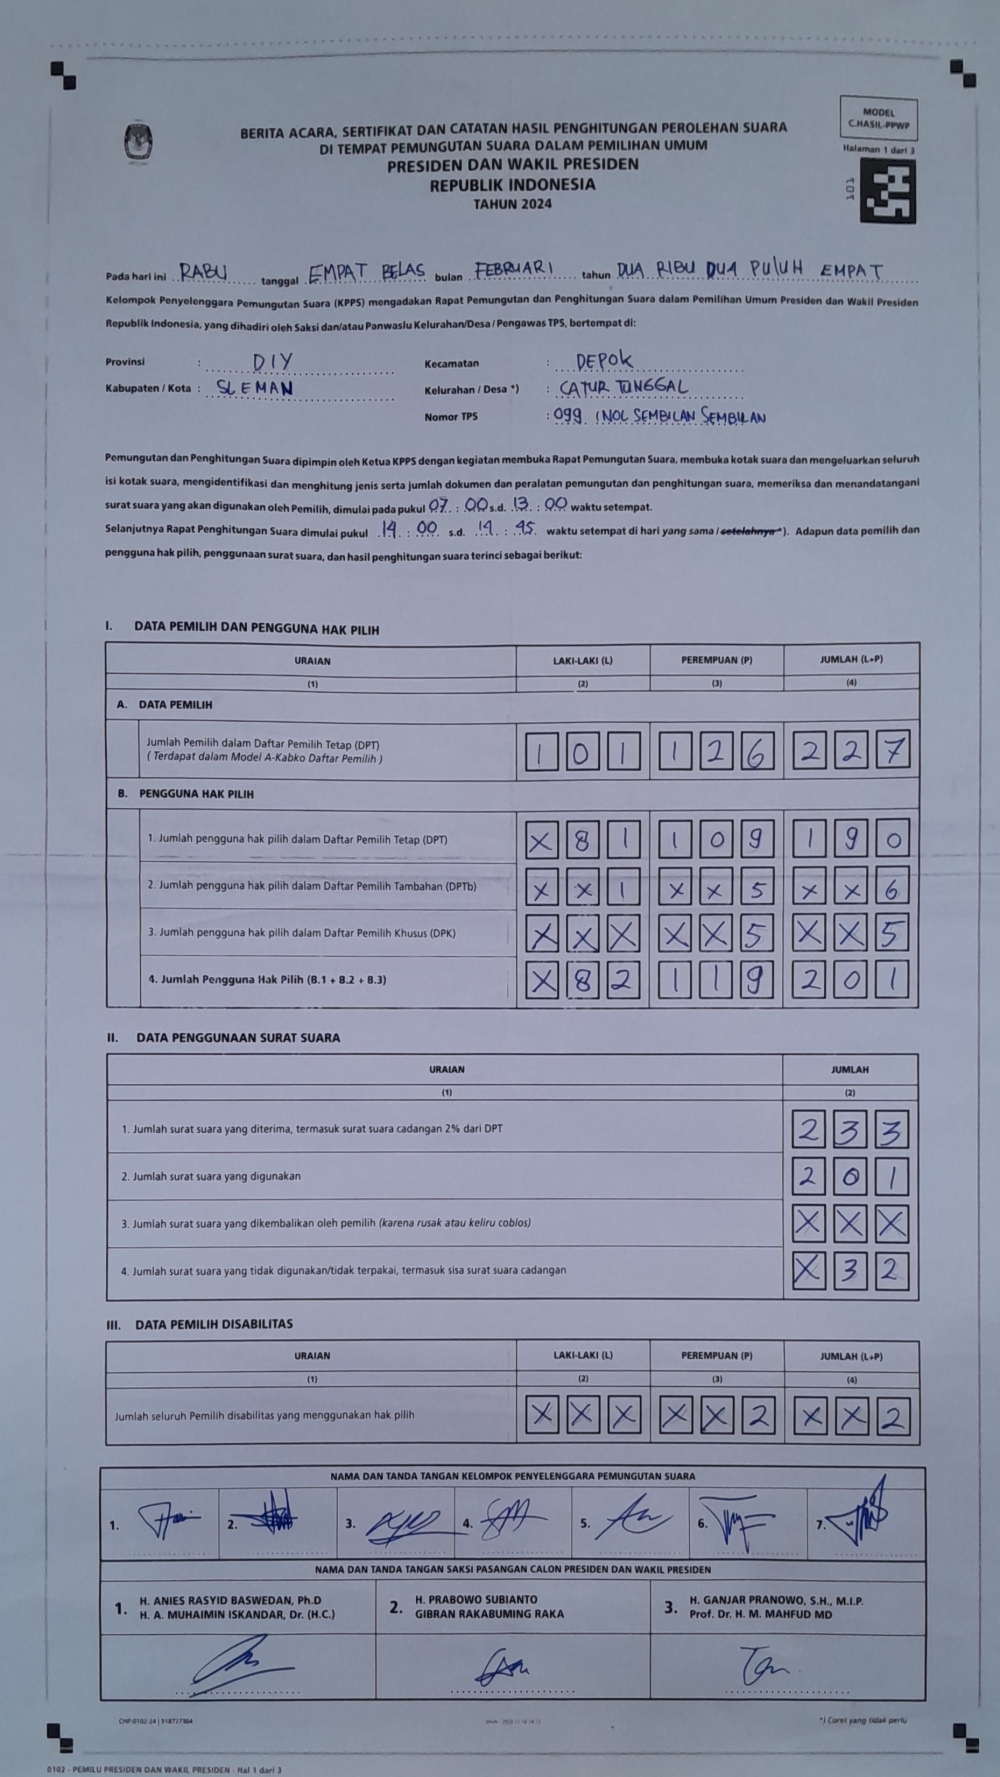 MODEL
C.HASIL-PPWP
Halaman 1 dari 3
101
BERITA ACARA, SERTIFIKAT DAN CATATAN HASIL PENGHITUNGAN PEROLEHAN SUARA
DI TEMPAT PEMUNGUTAN SUARA DALAM PEMILIHAN UMUM
PRESIDEN DAN WAKIL PRESIDEN
REPUBLIK INDONESIA
TAHUN 2024
Pada hari ini RABU tanggal EMPAT BELAS bulan FEBRUARI tahun DUA RIBU DUA PULUH EMPAT
Kelompok Penyelenggara Pemungutan Suara (KPPS) mengadakan Rapat Pemungutan dan Penghitungan Suara dalam Pemilihan Umum Presiden dan Wakil Presiden
Republik Indonesia, yang dihadiri oleh Saksi dan/atau Panwaslu Kelurahan/Desa / Pengawas TPS, bertempat di:
Provinsi : DIY Kecamatan : DEPOK
Kabupaten / Kota : SLEMAN Kelurahan / Desa *) : CATUR TUNGGAL
Nomor TPS : 099 (NOL SEMBILAN SEMBILAN
Pemungutan dan Penghitungan Suara dipimpin oleh Ketua KPPS dengan kegiatan membuka Rapat Pemungutan Suara, membuka kotak suara dan mengeluarkan seluruh
isi kotak suara, mengidentifikasi dan menghitung jenis serta jumlah dokumen dan peralatan pemungutan dan penghitungan suara, memeriksa dan menandatangani
surat suara yang akan digunakan oleh Pemilih, dimulai pada pukul 07 : 00 s.d. 13 : 00 waktu setempat.
Selanjutnya Rapat Penghitungan Suara dimulai pukul 14 : 00 s.d. 19 : 45 waktu setempat di hari yang sama / setelahnya *). Adapun data pemilih dan
pengguna hak pilih, penggunaan surat suara, dan hasil penghitungan suara terinci sebagai berikut:
I. DATA PEMILIH DAN PENGGUNA HAK PILIH
URAIAN LAKI-LAKI (L) PEREMPUAN (P) JUMLAH (L+P)
(1) (2) (3) (4)
A. DATA PEMILIH
Jumlah Pemilih dalam Daftar Pemilih Tetap (DPT) 1 0 1 1 2 6 2 2 7
( Terdapat dalam Model A-Kabko Daftar Pemilih )
B. PENGGUNA HAK PILIH
1. Jumlah pengguna hak pilih dalam Daftar Pemilih Tetap (DPT) X 8 1 1 0 9 1 9 0
2. Jumlah pengguna hak pilih dalam Daftar Pemilih Tambahan (DPTb) X X 1 X X 5 X X 6
3. Jumlah pengguna hak pilih dalam Daftar Pemilih Khusus (DPK) X X X X X 5 X X 5
4. Jumlah Pengguna Hak Pilih (B.1 + B.2 + B.3) X 8 2 1 1 9 2 0 1
II. DATA PENGGUNAAN SURAT SUARA
URAIAN JUMLAH
(1) (2)
1. Jumlah surat suara yang diterima, termasuk surat suara cadangan 2% dari DPT 2 3 3
2. Jumlah surat suara yang digunakan 2 0 1
3. Jumlah surat suara yang dikembalikan oleh pemilih (karena rusak atau keliru coblos) X X X
4. Jumlah surat suara yang tidak digunakan/tidak terpakai, termasuk sisa surat suara cadangan X 3 2
III. DATA PEMILIH DISABILITAS
URAIAN LAKI-LAKI (L) PEREMPUAN (P) JUMLAH (L+P)
(1) (2) (3) (4)
Jumlah seluruh Pemilih disabilitas yang menggunakan hak pilih X X X X X 2 X X 2
NAMA DAN TANDA TANGAN KELOMPOK PENYELENGGARA PEMUNGUTAN SUARA
1. 2. 3. 4. 5. 6. 7.
NAMA DAN TANDA TANGAN SAKSI PASANGAN CALON PRESIDEN DAN WAKIL PRESIDEN
1. H. ANIES RASYID BASWEDAN, Ph.D
H. A. MUHAIMIN ISKANDAR, Dr. (H.C.)
2. H. PRABOWO SUBIANTO
GIBRAN RAKABUMING RAKA
3. H. GANJAR PRANOWO, S.H., M.I.P.
Prof. Dr. H. M. MAHFUD MD
*) Coret yang tidak perlu
0102 - PEMILU PRESIDEN DAN WAKIL PRESIDEN - Hal 1 dari 3